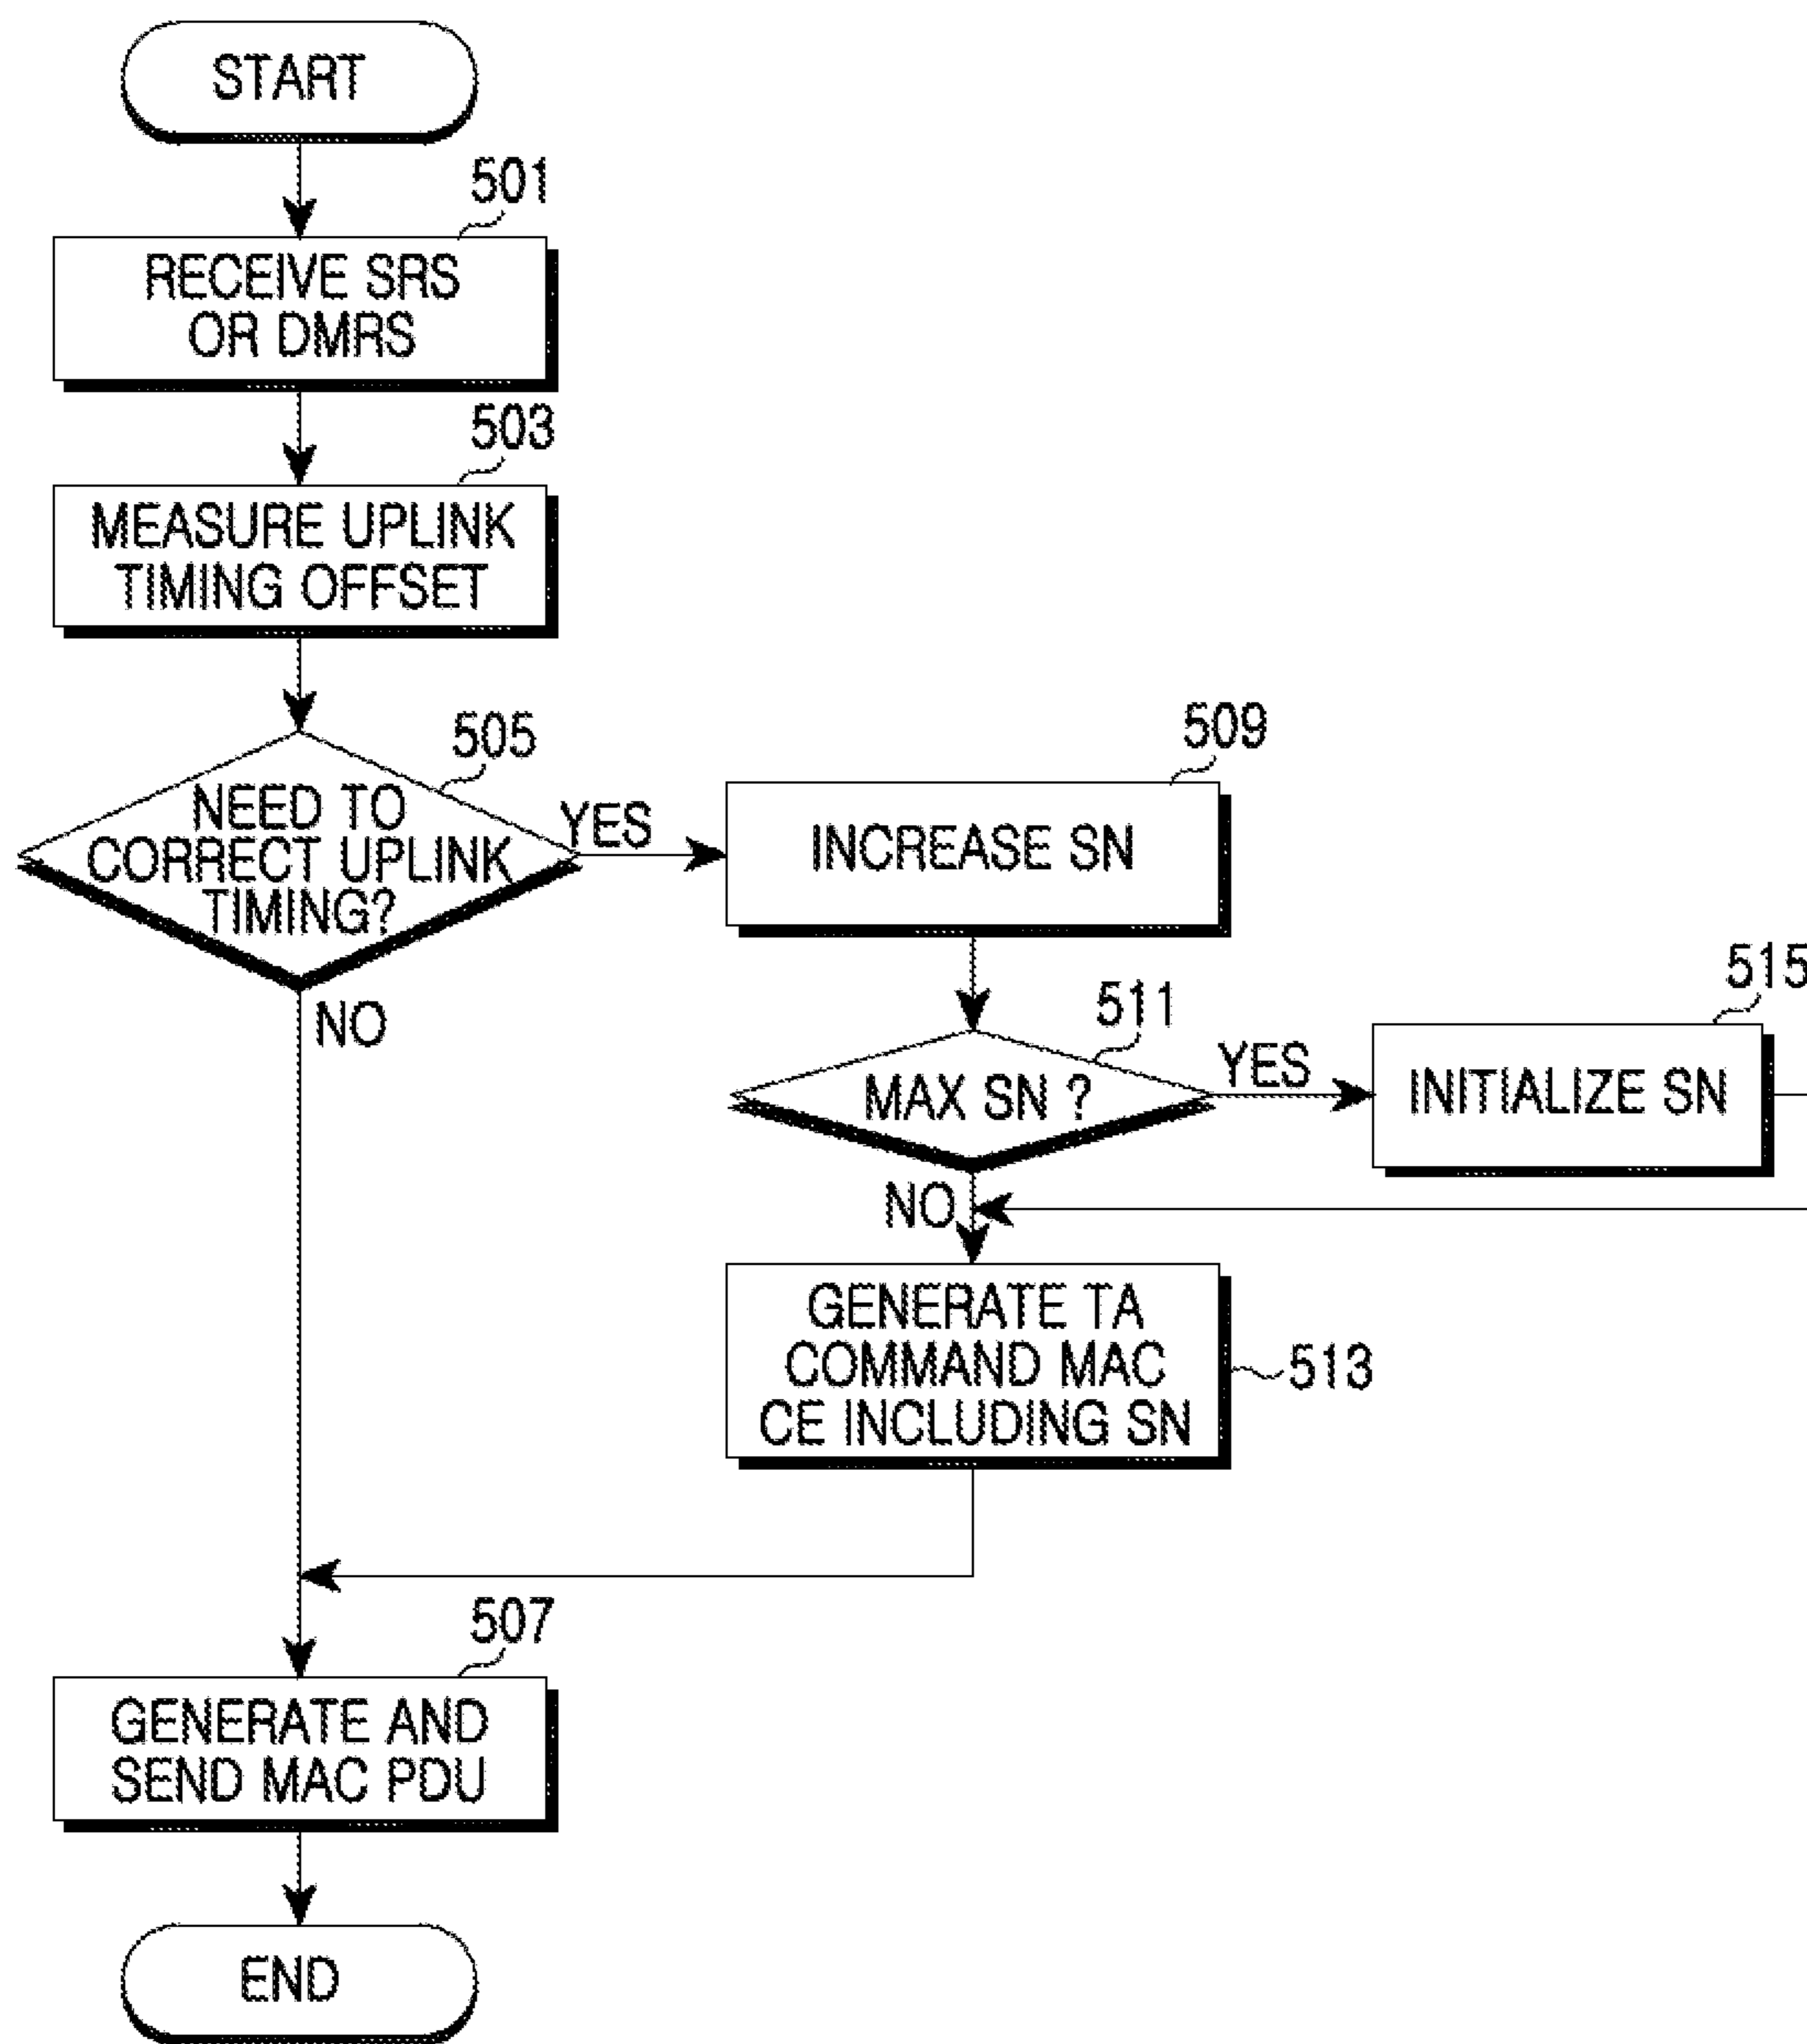 START
501
RECEIVE SRS
OR DMRS
503
MEASURE UPLINK
TIMING OFFSET
505
NEED TO
CORRECT UPLINK
TIMING?
YES
NO
509
INCREASE SN
511
MAX SN ?
YES
NO
515
INITIALIZE SN
GENERATE TA
COMMAND MAC
CE INCLUDING SN
513
507
GENERATE AND
SEND MAC PDU
END